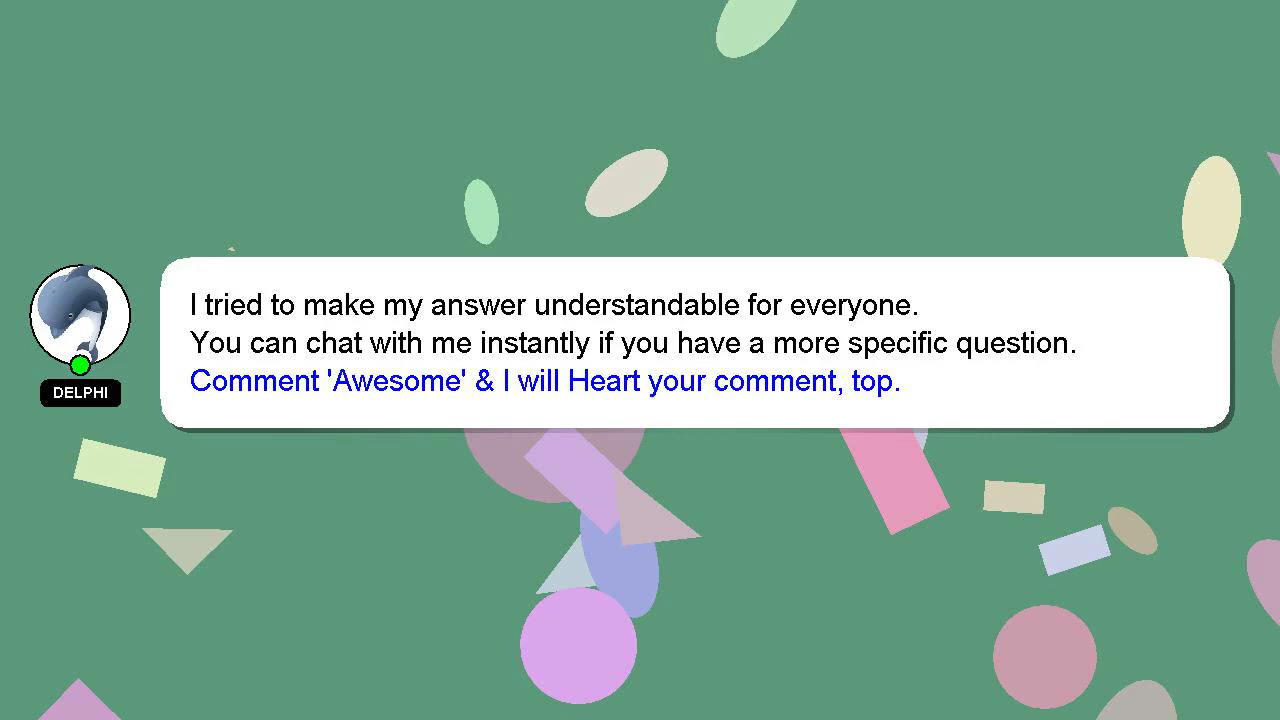 I tried to make my answer understandable for everyone.
You can chat with me instantly if you have a more specific question.
Comment 'Awesome' & I will Heart your comment, top.
DELPHI